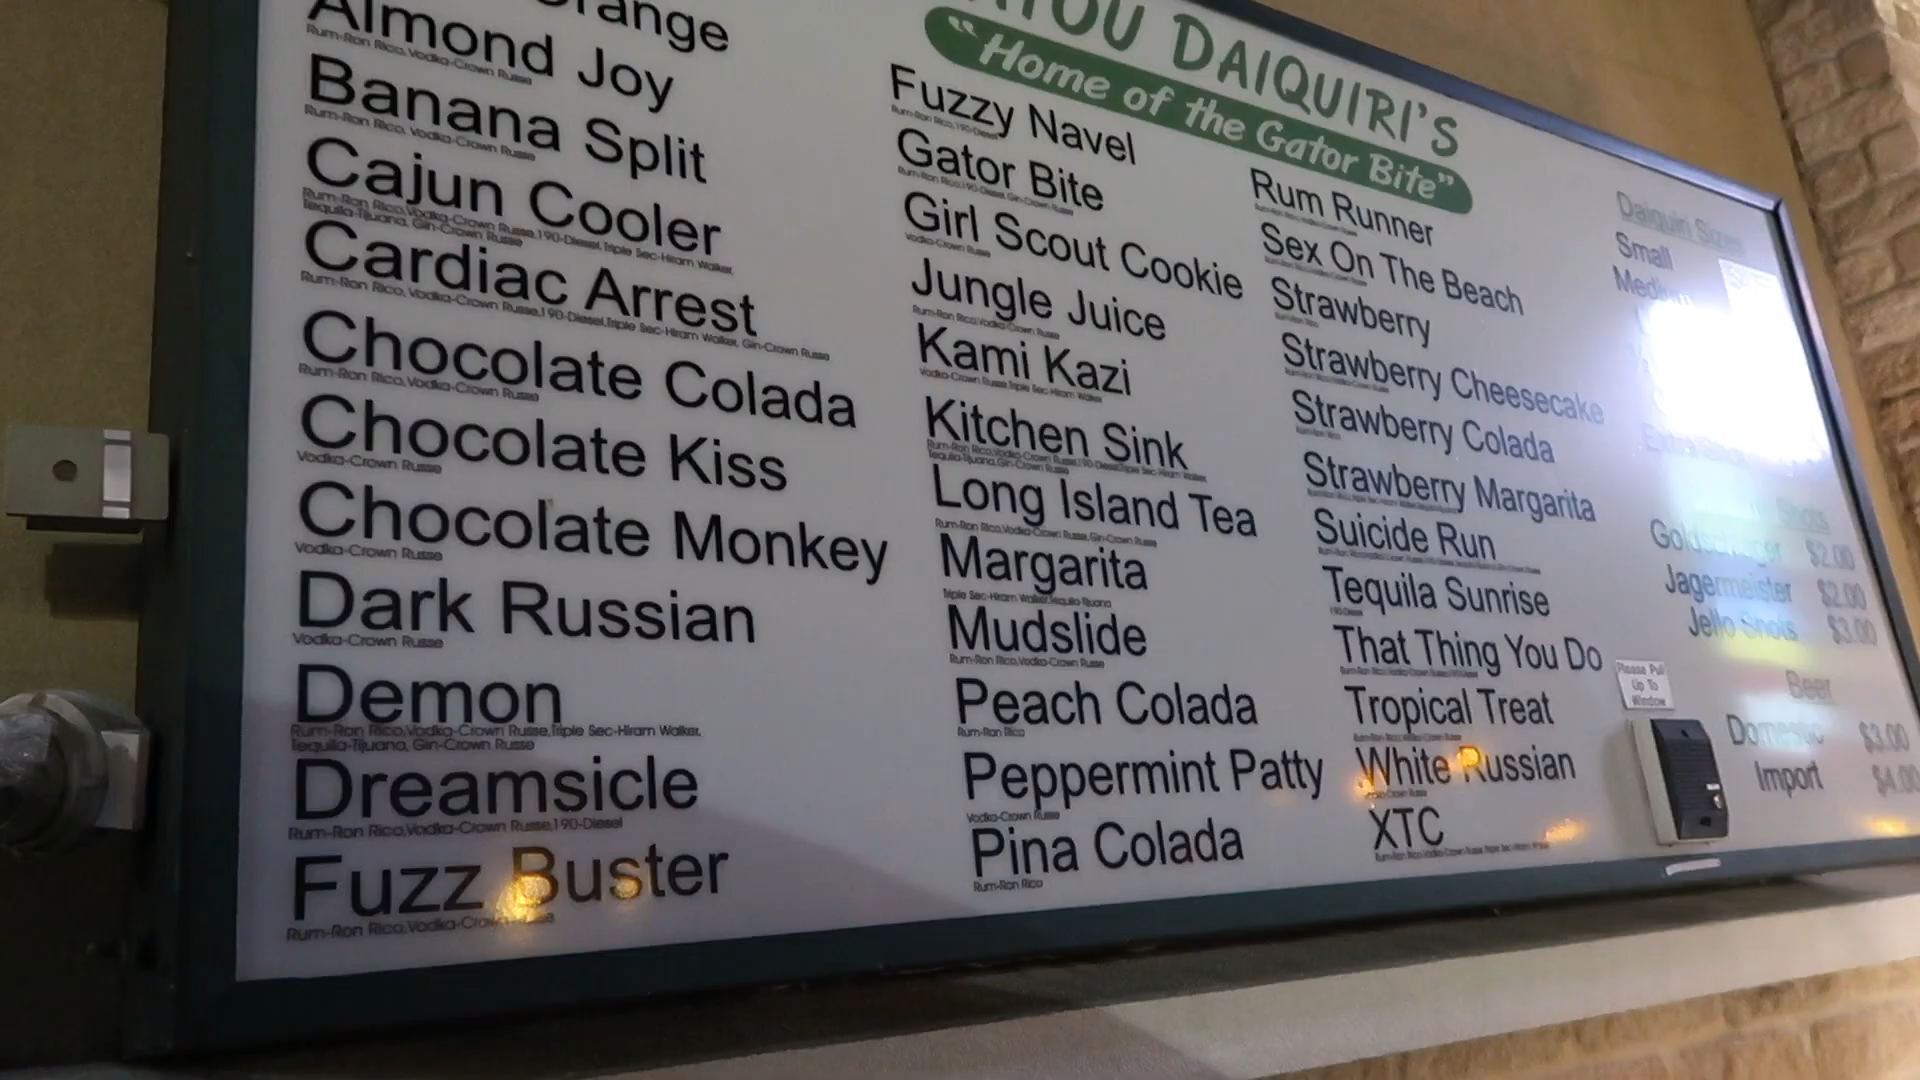 Almond Joy
Rum-Ron Rico, Vodka-Crown Russe
Banana Split
Rum-Ron Rico, Vodka-Crown Russe
Cajun Cooler
Rum-Ron Rico, Vodka-Crown Russe, 190-Diesel, Triple Sec-Hiram Walker,
Tequila-Tijuana, Gin-Crown Russe
Cardiac Arrest
Rum-Ron Rico, Vodka-Crown Russe, 190-Diesel, Triple Sec-Hiram Walker, Gin-Crown Russe
Chocolate Colada
Rum-Ron Rico, Vodka-Crown Russe
Chocolate Kiss
Vodka-Crown Russe
Chocolate Monkey
Vodka-Crown Russe
Dark Russian
Vodka-Crown Russe
Demon
Rum-Ron Rico, Vodka-Crown Russe, Triple Sec-Hiram Walker,
Tequila-Tijuana, Gin-Crown Russe
Dreamsicle
Rum-Ron Rico, Vodka-Crown Russe, 190-Diesel
Fuzz Buster
Rum-Ron Rico, Vodka-Crown Russe
DAIQUIRI'S
"Home of the Gator Bite"
Fuzzy Navel
Rum-Ron Rico, 190-Diesel
Gator Bite
Rum-Ron Rico, 190-Diesel, Gin-Crown Russe
Girl Scout Cookie
Vodka-Crown Russe
Jungle Juice
Rum-Ron Rico, Vodka-Crown Russe
Kami Kazi
Vodka-Crown Russe, Triple Sec-Hiram Walker
Kitchen Sink
Rum-Ron Rico, Vodka-Crown Russe, 190-Diesel, Triple Sec-Hiram Walker,
Tequila-Tijuana, Gin-Crown Russe
Long Island Tea
Rum-Ron Rico, Vodka-Crown Russe, Gin-Crown Russe
Margarita
Triple Sec-Hiram Walker, Tequila-Tijuana
Mudslide
Rum-Ron Rico, Vodka-Crown Russe
Peach Colada
Rum-Ron Rico
Peppermint Patty
Vodka-Crown Russe
Pina Colada
Rum-Ron Rico
Rum Runner
Sex On The Beach
Strawberry
Rum-Ron Rico
Strawberry Cheesecake
Strawberry Colada
Rum-Ron Rico
Strawberry Margarita
Suicide Run
Tequila Sunrise
190-Diesel
That Thing You Do
Tropical Treat
White Russian
Vodka-Crown Russe
XTC
Daiquiri Sizes
Small
Medium
Shots
Goldschlager $2.00
Jagermeister $2.00
Jello Shots $3.00
Please Pull
Up To
Window
Beer
Domestic $3.00
Import $4.00